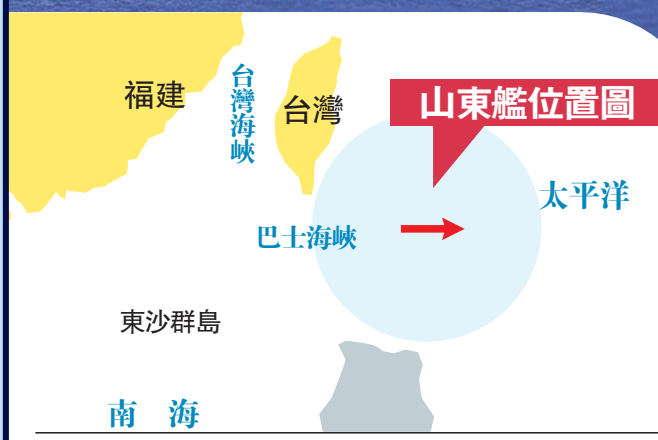 福建
台灣海峽
台灣
山東艦位置圖
太平洋
巴士海峽
東沙群島
南 海